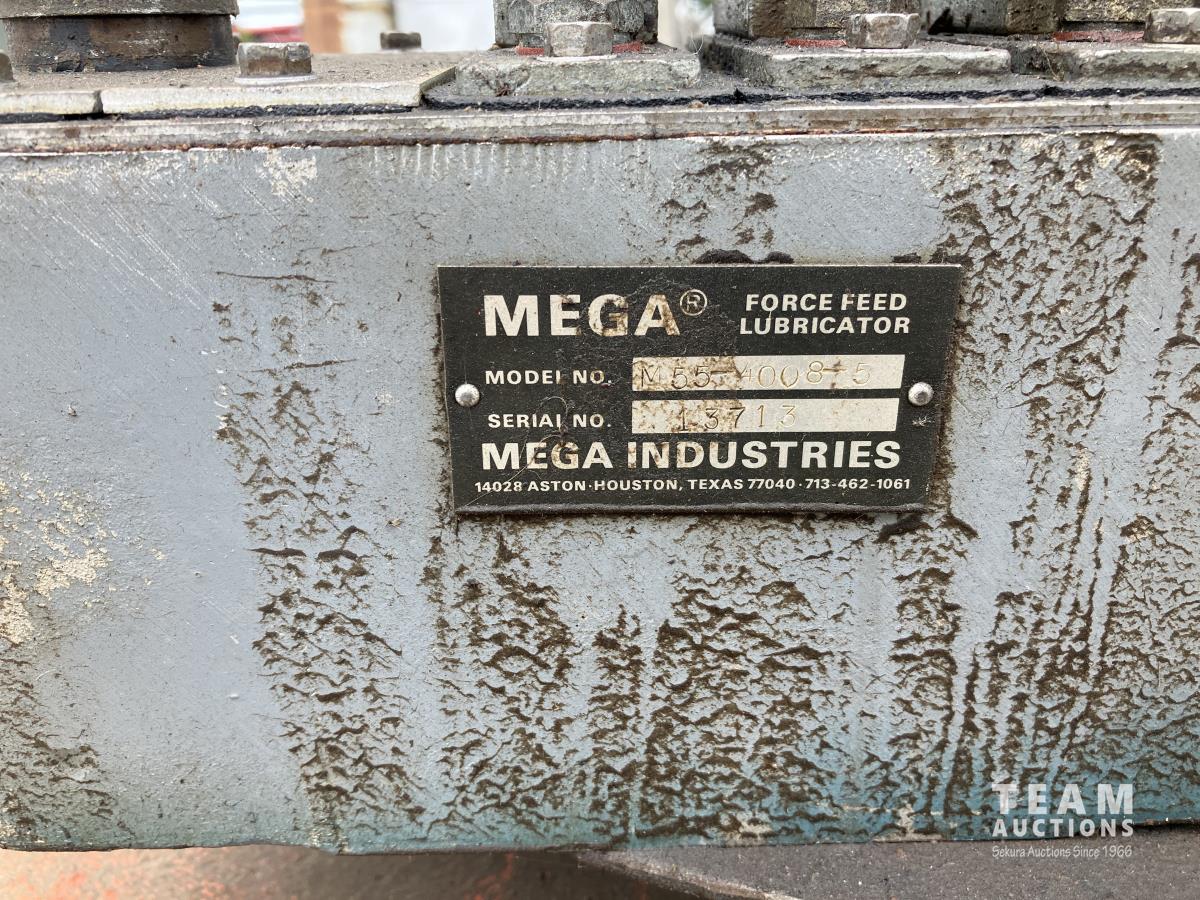 MEGA® FORCE FEED LUBRICATOR
MODEL NO. M55-4008-5
SERIAL NO. 13713
MEGA INDUSTRIES
14028 ASTON·HOUSTON, TEXAS 77040·713-462-1061
TEAM
AUCTIONS
Sekura Auctions Since 1966